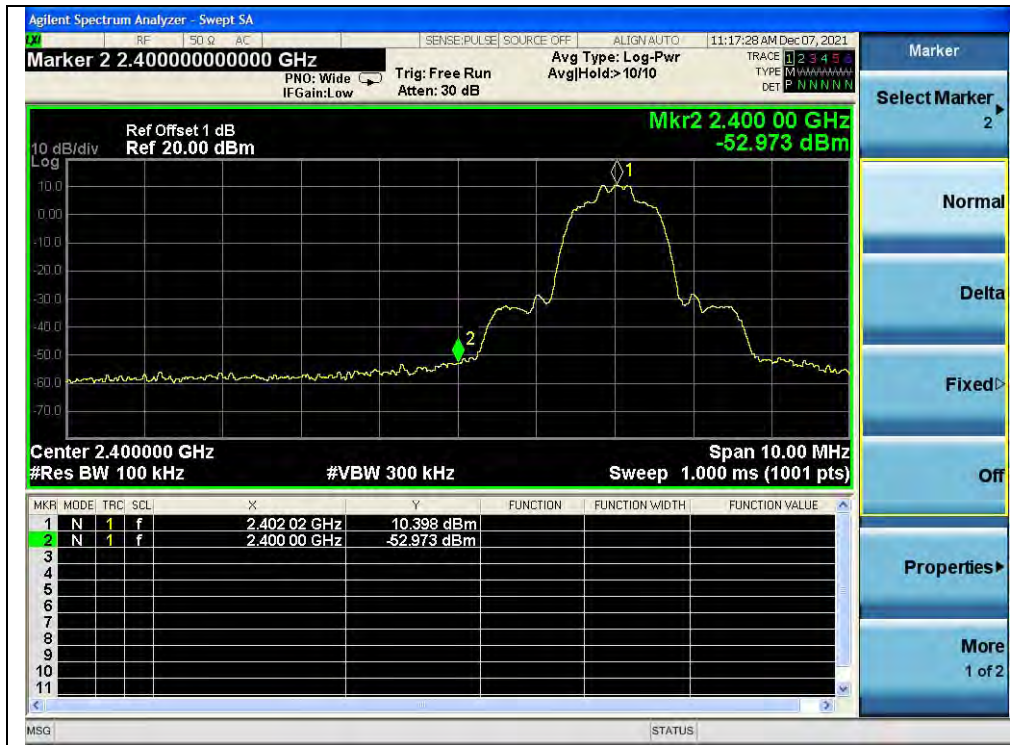 Agilent Spectrum Analyzer - Swept SA
LXI RF 50 Ω AC SENSE:PULSE SOURCE OFF ALIGN AUTO 11:17:28 AM Dec 07, 2021
Marker 2 2.400000000000 GHz
PNO: Wide
IFGain:Low
Trig: Free Run
Atten: 30 dB
Avg Type: Log-Pwr
Avg|Hold:>10/10
TRACE 1 2 3 4 5 6
TYPE M
DET P N N N N N
Mkr2 2.400 00 GHz
-52.973 dBm
Ref Offset 1 dB
10 dB/div Ref 20.00 dBm
Log
10.0
0.00
-10.0
-20.0
-30.0
-40.0
-50.0
-60.0
-70.0
1
2
Center 2.400000 GHz Span 10.00 MHz
#Res BW 100 kHz #VBW 300 kHz Sweep 1.000 ms (1001 pts)
MKR MODE TRC SCL X Y FUNCTION FUNCTION WIDTH FUNCTION VALUE
1 N 1 f 2.402 02 GHz 10.398 dBm
2 N 1 f 2.400 00 GHz -52.973 dBm
3
4
5
6
7
8
9
10
11
MSG STATUS
Marker
Select Marker
2
Normal
Delta
Fixed
Off
Properties
More
1 of 2